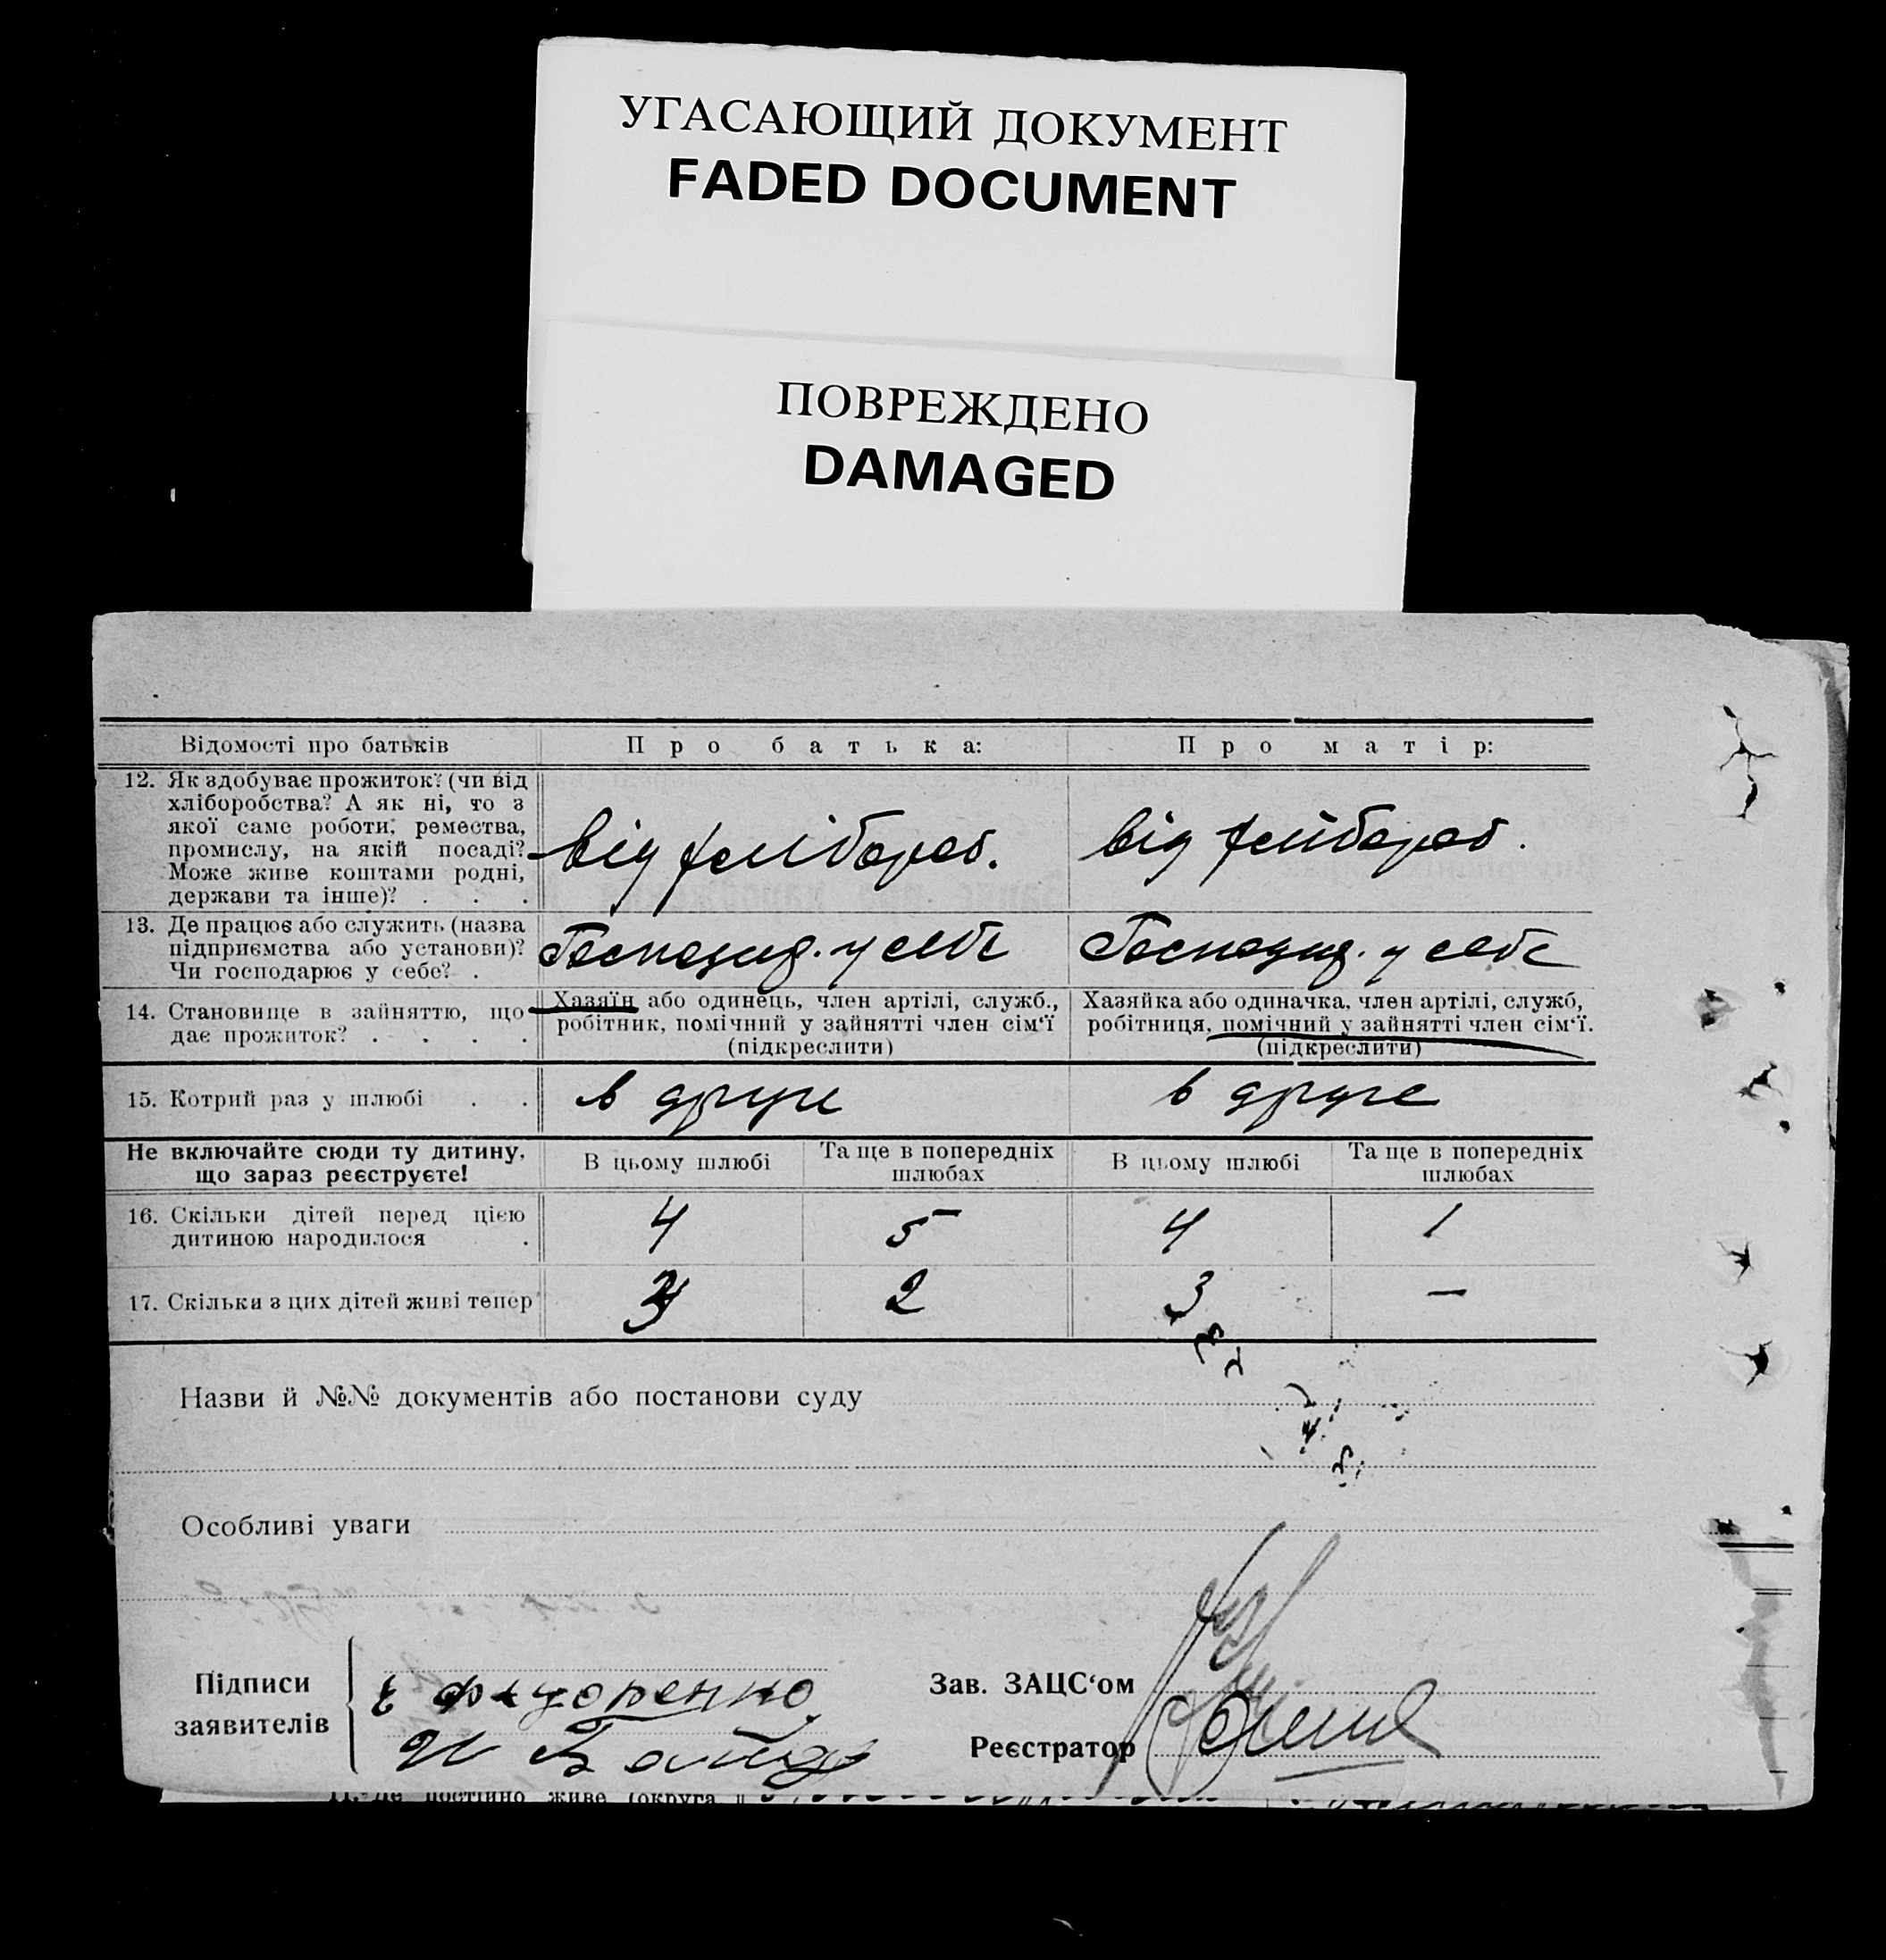 УГАСАЮЩИЙ ДОКУМЕНТ
FADED DOCUMENT
ПОВРЕЖДЕНО
DAMAGED
Відомості про батьків
Про батька:
Про матір:
12. Як здобуває прожиток? (чи від
хліборобства? А як ні, то з
якої саме роботи, ремества,
промислу, на якій посаді?
Може живе коштами родні,
держави та інше)? . . .
від хлібороб.
від хлібороб.
13. Де працює або служить (назва
підприємства або установи)?
Чи господарює у себе? .
Господар. у себе
Господар. у себе
14. Становище в зайняттю, що
дає прожиток? . . . .
Хазяїн або одинець, член артілі, служб.,
робітник, помічний у зайнятті член сім'ї
(підкреслити)
Хазяйка або одиначка, член артілі, служб,
робітниця, помічний у зайнятті член сім'ї.
(підкреслити)
15. Котрий раз у шлюбі . .
в друге
в друге
Не включайте сюди ту дитину,
що зараз реєструєте!
В цьому шлюбі
Та ще в попередніх
шлюбах
В цьому шлюбі
Та ще в попередніх
шлюбах
16. Скільки дітей перед цією
дитиною народилося .
4
5
4
1
17. Скільки з цих дітей живі тепер
3
2
3
—
Назви й №№ документів або постанови суду
Особливі уваги
Підписи
заявителів
Зав. ЗАЦС'ом
Реєстратор
постійно живе (округа